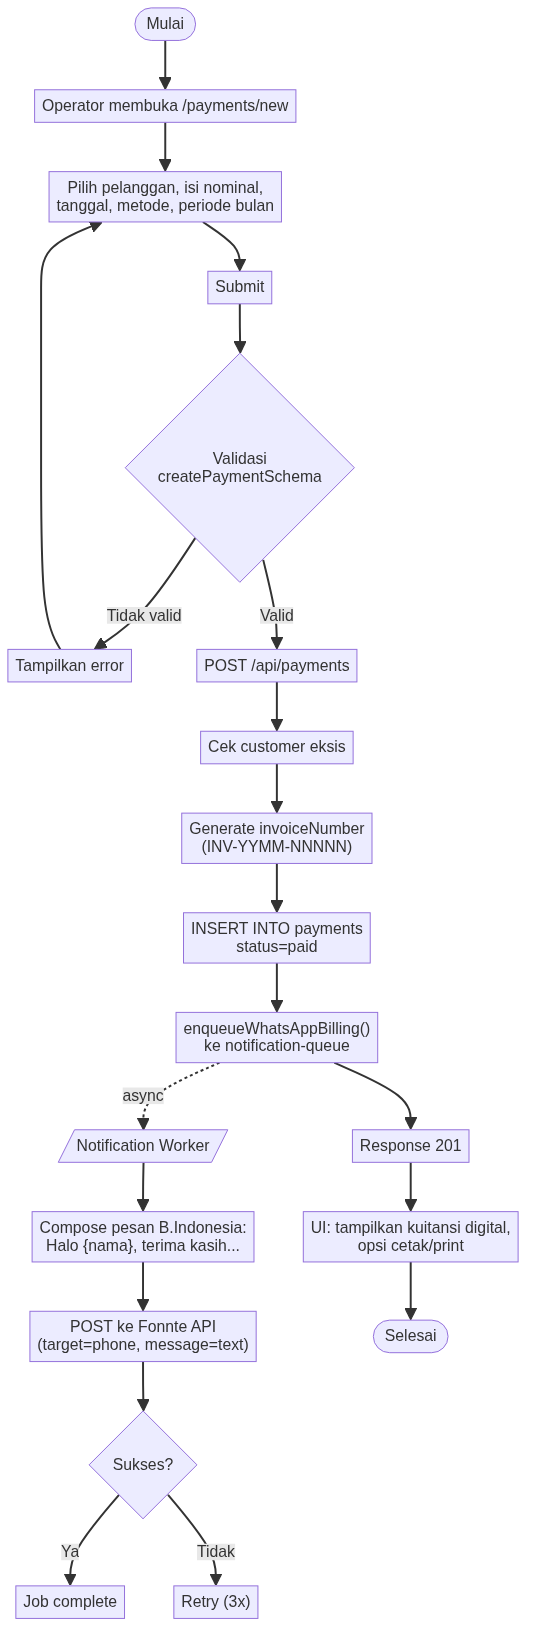 Mulai
Operator membuka /payments/new
Pilih pelanggan, isi nominal,
tanggal, metode, periode bulan
Submit
Validasi
createPaymentSchema
Tidak valid
Valid
Tampilkan error
POST /api/payments
Cek customer eksis
Generate invoiceNumber
(INV-YYMM-NNNNN)
INSERT INTO payments
status=paid
enqueueWhatsAppBilling()
ke notification-queue
async
Notification Worker
Response 201
Compose pesan B.Indonesia:
Halo {nama}, terima kasih...
UI: tampilkan kuitansi digital,
opsi cetak/print
POST ke Fonnte API
(target=phone, message=text)
Selesai
Sukses?
Ya
Tidak
Job complete
Retry (3x)